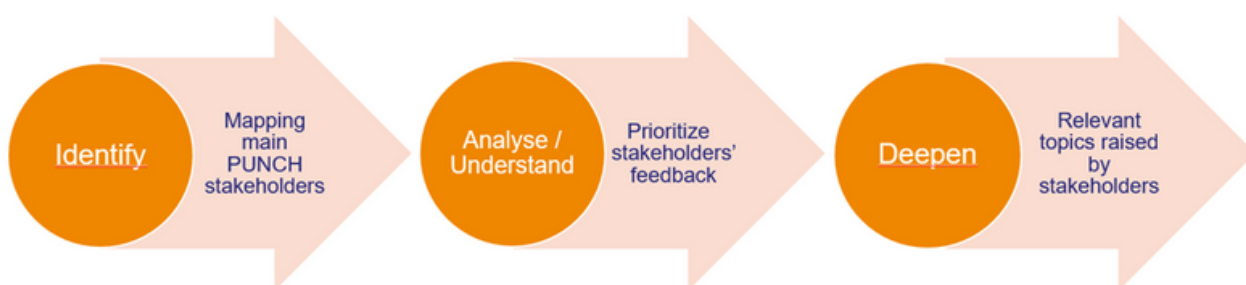 Identify
Mapping
main
PUNCH
stakeholders
Analyse /
Understand
Prioritize
stakeholders'
feedback
Deepen
Relevant
topics raised
by
stakeholders